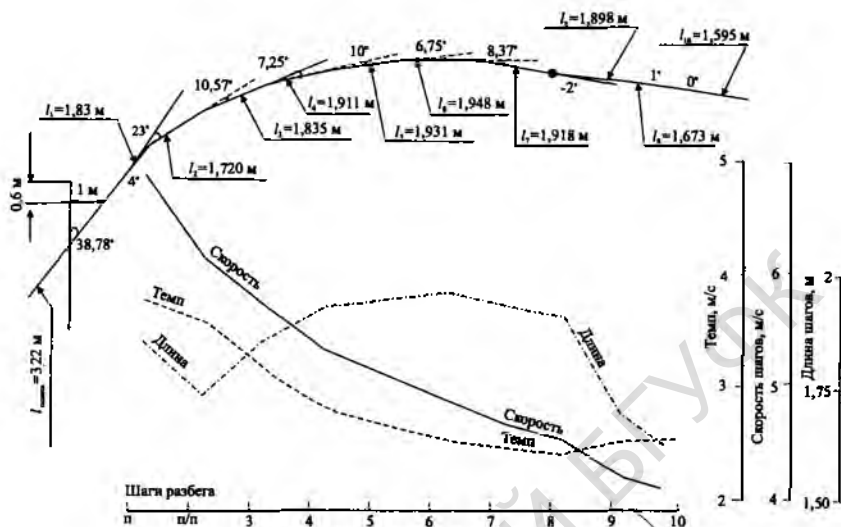 l₉=1,898 м
l₁₀=1,595 м
6,75°
10°
8,37°
7,25°
10,57°
1°
0°
-2°
l₁=1,83 м
l₄=1,911 м
l₆=1,948 м
23°
l₃=1,835 м
l₅=1,931 м
l₇=1,918 м
l₈=1,673 м
l₂=1,720 м
4°
0,6 м
1 м
38,78°
Скорость
Темп
Длина
Длина
Скорость
Темп
5
4
3
2
Темп, м/с
6
5
4
Скорость шагов, м/с
2
1,75
1,50
Длина шагов, м
Шаги разбега
п
п/п
3
4
5
6
7
8
9
10
БГУФК